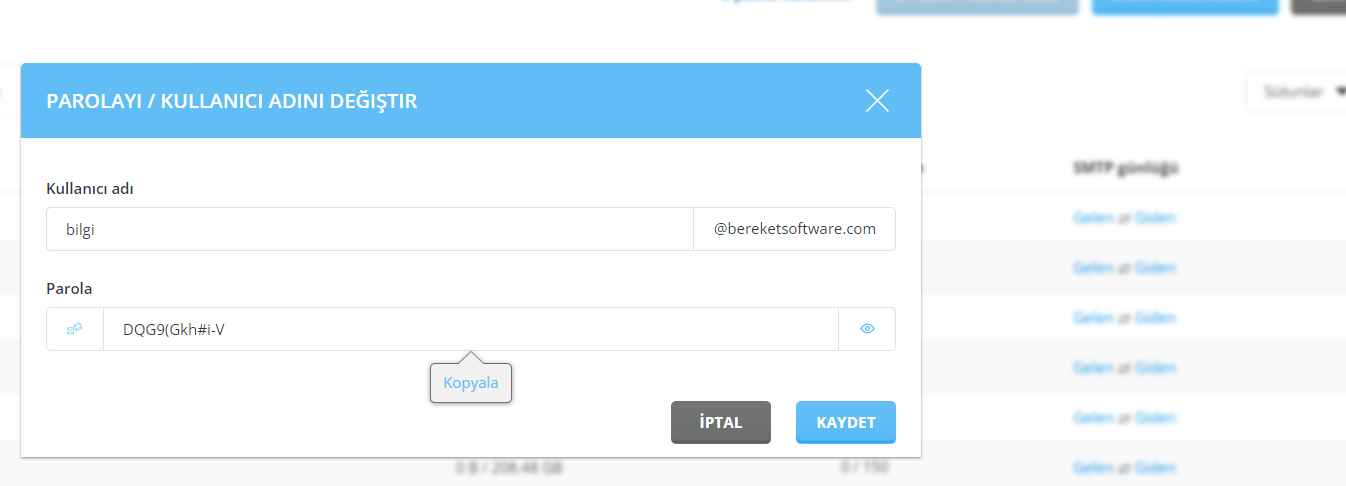 Sütunlar
PAROLAYI / KULLANICI ADINI DEĞİŞTIR
SMTP günlüğü
Kullanıcı adı
bilgi @bereketsoftware.com
Gelen ⇄ Giden
Gelen ⇄ Giden
Parola
DQG9(Gkh#i-V
Gelen ⇄ Giden
Kopyala
Gelen ⇄ Giden
İPTAL KAYDET
Gelen ⇄ Giden
0 B / 208.48 GB 0 / 150 Gelen ⇄ Giden